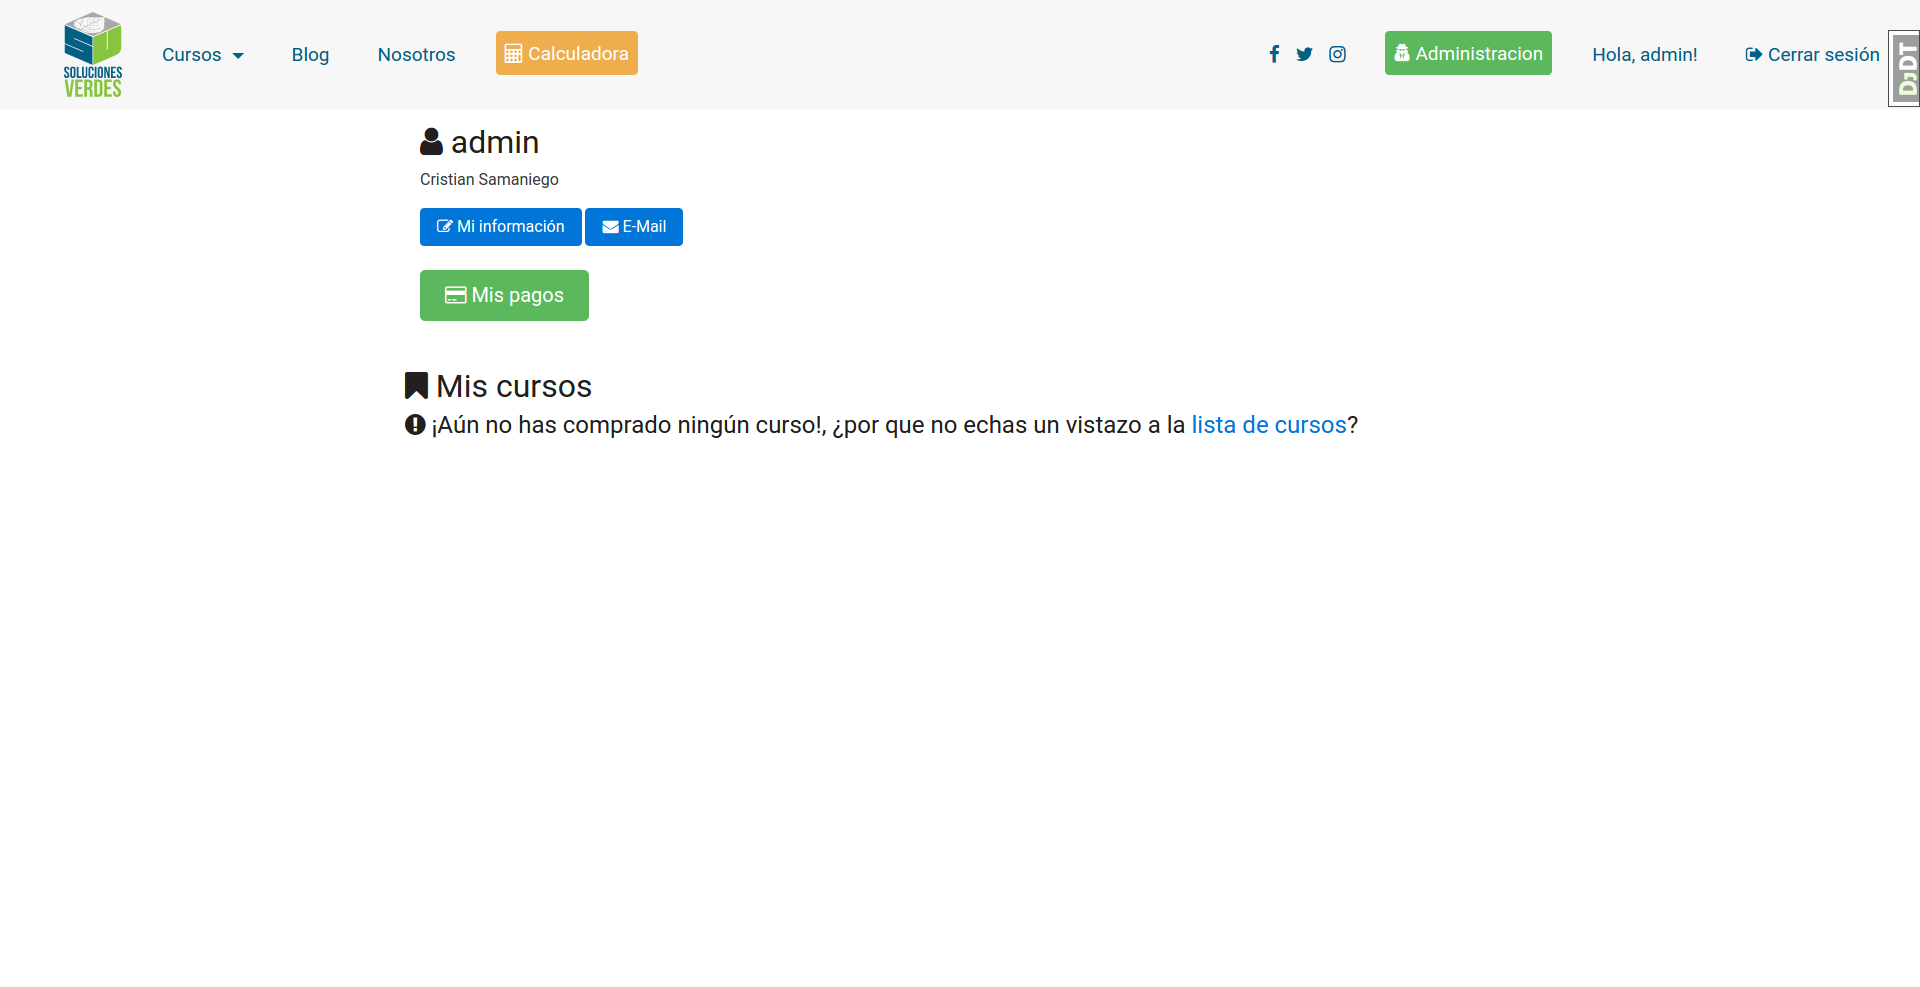 SOLUCIONES
VERDES
Cursos
Blog
Nosotros
Calculadora
Administracion
Hola, admin!
Cerrar sesión
DjDT
admin
Cristian Samaniego
Mi información
E-Mail
Mis pagos
Mis cursos
¡Aún no has comprado ningún curso!, ¿por que no echas un vistazo a la lista de cursos?